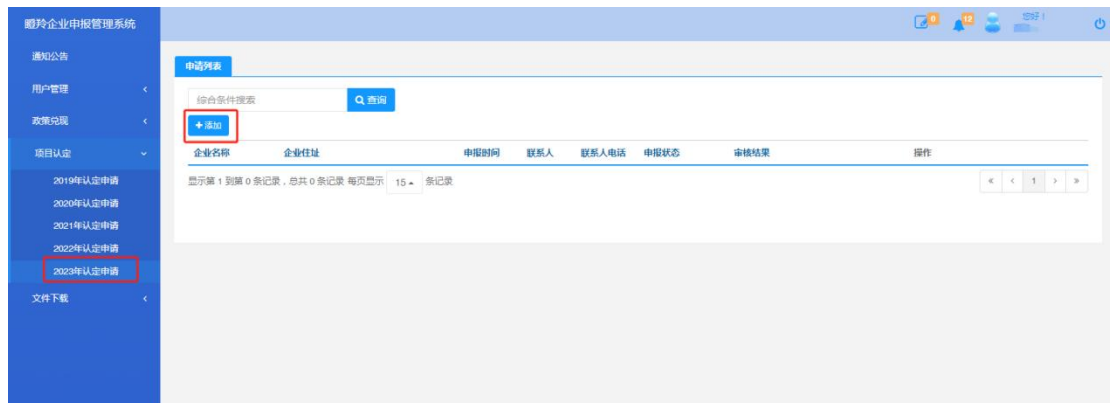 瞪羚企业申报管理系统
0
12
您好！
通知公告
用户管理
政策兑现
项目认定
2019年认定申请
2020年认定申请
2021年认定申请
2022年认定申请
2023年认定申请
文件下载
申请列表
综合条件搜索
查询
+添加
企业名称 企业住址 申报时间 联系人 联系人电话 申报状态 审核结果 操作
显示第 1 到第 0 条记录，总共 0 条记录 每页显示 15 条记录
« ‹ 1 › »